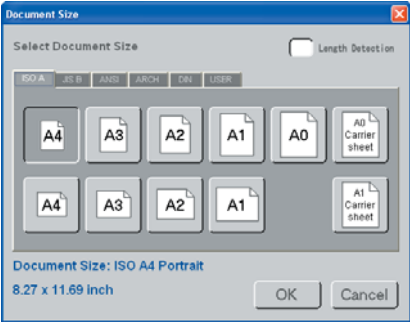 Document Size
Select Document Size
Length Detection
ISO A JIS B ANSI ARCH DIN USER
A4 A3 A2 A1 A0 A0 Carrier sheet
A4 A3 A2 A1 A1 Carrier sheet
Document Size: ISO A4 Portrait
8.27 x 11.69 inch
OK Cancel